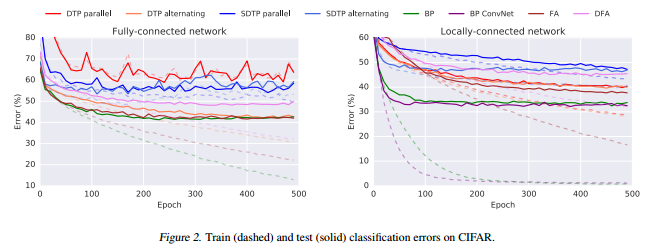 DTP parallel DTP alternating SDTP parallel SDTP alternating BP BP ConvNet FA DFA
Fully-connected network
Locally-connected network
80
70
60
50
40
30
20
10
Error (%)
0 100 200 300 400 500
Epoch
60
50
40
30
20
10
0
Error (%)
0 100 200 300 400 500
Epoch
Figure 2. Train (dashed) and test (solid) classification errors on CIFAR.